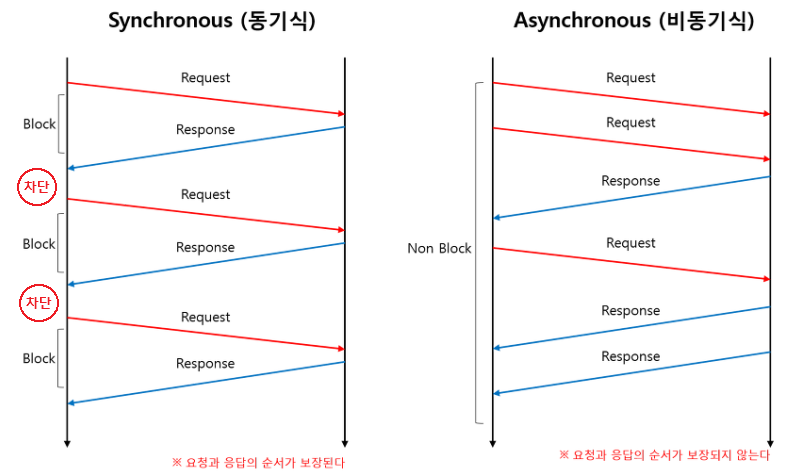 Synchronous (동기식)
Request
Block
Response
차단
Request
Block
Response
차단
Request
Block
Response
※ 요청과 응답의 순서가 보장된다
Asynchronous (비동기식)
Request
Request
Response
Non Block
Request
Response
Response
※ 요청과 응답의 순서가 보장되지 않는다